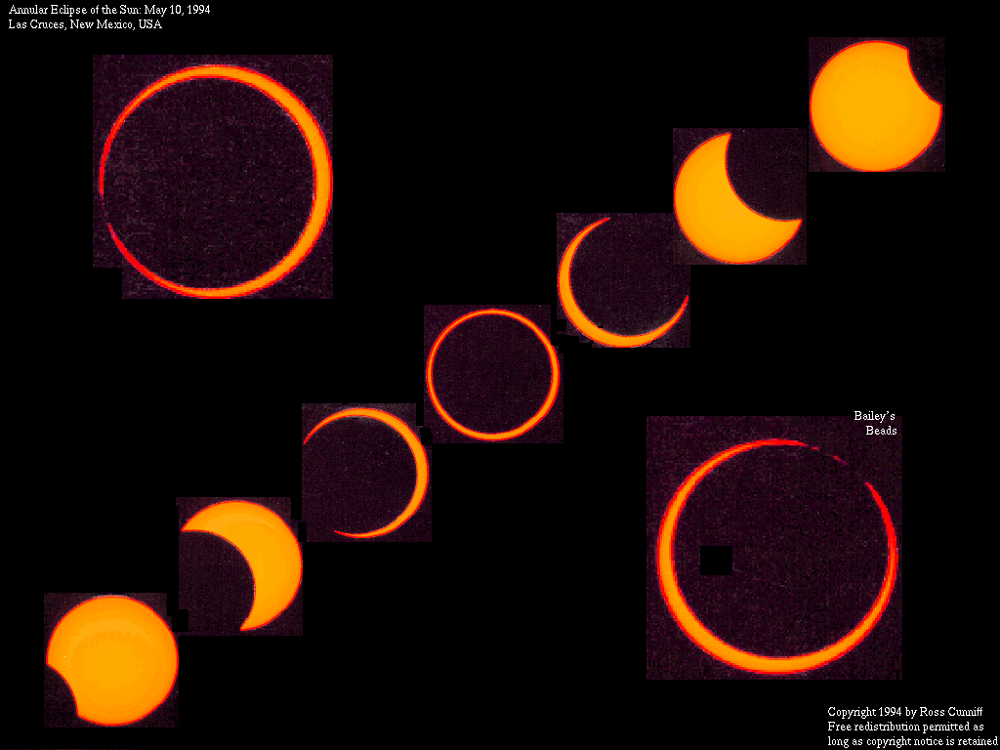 Annular Eclipse of the Sun: May 10, 1994
Las Cruces, New Mexico, USA
Bailey's
Beads
Copyright 1994 by Ross Cunniff
Free redistribution permitted as
long as copyright notice is retained